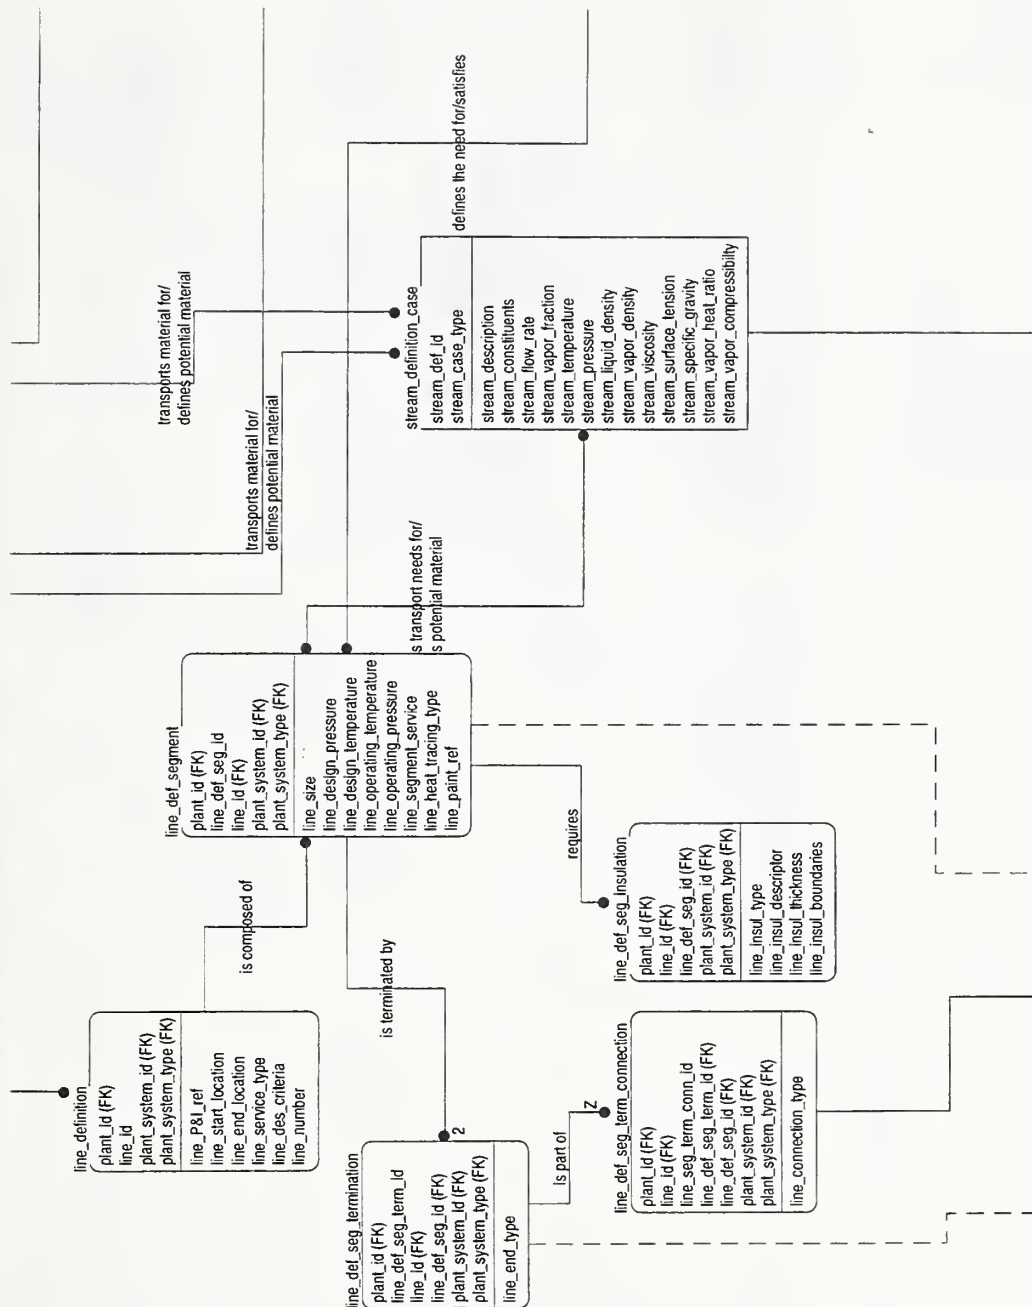 line_definition
plant_id (FK)
line_id
plant_system_id (FK)
plant_system_type (FK)
line_P&I_ref
line_start_location
line_end_location
line_service_type
line_des_criteria
line_number
is composed of
line_def_segment
plant_id (FK)
line_def_seg_id
line_id (FK)
plant_system_id (FK)
plant_system_type (FK)
line_size
line_design_pressure
line_design_temperature
line_operating_temperature
line_operating_pressure
line_segment_service
line_heat_tracing_type
line_paint_ref
transports material for/
defines potential material
transports material for/
defines potential material
stream_definition_case
stream_def_id
stream_case_type
stream_description
stream_constituents
stream_flow_rate
stream_vapor_fraction
stream_temperature
stream_pressure
stream_liquid_density
stream_vapor_density
stream_viscosity
stream_surface_tension
stream_specific_gravity
stream_vapor_heat_ratio
stream_vapor_compressibilty
defines the need for/satisfies
s transport needs for/
s potential material
is terminated by
2
line_def_seg_termination
plant_id (FK)
line_def_seg_term_id
line_id (FK)
line_def_seg_id (FK)
plant_system_id (FK)
plant_system_type (FK)
line_end_type
Is part of
Z
line_def_seg_term_connection
plant_id (FK)
line_id (FK)
line_seg_term_conn_id
line_def_seg_term_id (FK)
line_def_seg_id (FK)
plant_system_id (FK)
plant_system_type (FK)
line_connection_type
requires
line_def_seg_Insulation
plant_id (FK)
line_id (FK)
line_def_seg_id (FK)
plant_system_id (FK)
plant_system_type (FK)
line_insul_type
line_insul_descriptor
line_insul_thickness
line_insul_boundaries